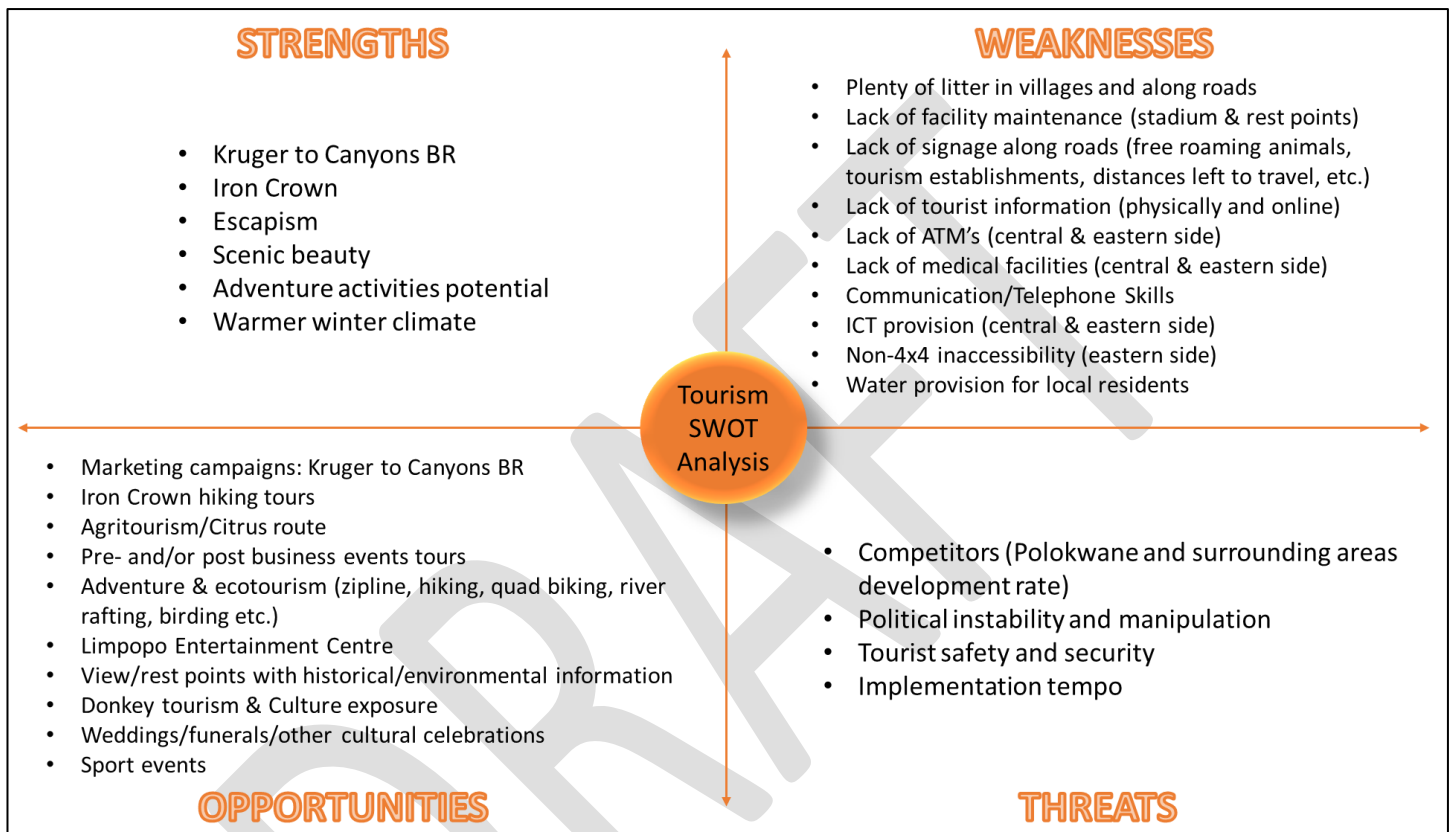 STRENGTHS
• Kruger to Canyons BR
• Iron Crown
• Escapism
• Scenic beauty
• Adventure activities potential
• Warmer winter climate
WEAKNESSES
• Plenty of litter in villages and along roads
• Lack of facility maintenance (stadium & rest points)
• Lack of signage along roads (free roaming animals,
tourism establishments, distances left to travel, etc.)
• Lack of tourist information (physically and online)
• Lack of ATM's (central & eastern side)
• Lack of medical facilities (central & eastern side)
• Communication/Telephone Skills
• ICT provision (central & eastern side)
• Non-4x4 inaccessibility (eastern side)
• Water provision for local residents
Tourism
SWOT
Analysis
• Marketing campaigns: Kruger to Canyons BR
• Iron Crown hiking tours
• Agritourism/Citrus route
• Pre- and/or post business events tours
• Adventure & ecotourism (zipline, hiking, quad biking, river
rafting, birding etc.)
• Limpopo Entertainment Centre
• View/rest points with historical/environmental information
• Donkey tourism & Culture exposure
• Weddings/funerals/other cultural celebrations
• Sport events
OPPORTUNITIES
• Competitors (Polokwane and surrounding areas
development rate)
• Political instability and manipulation
• Tourist safety and security
• Implementation tempo
THREATS
DRAFT